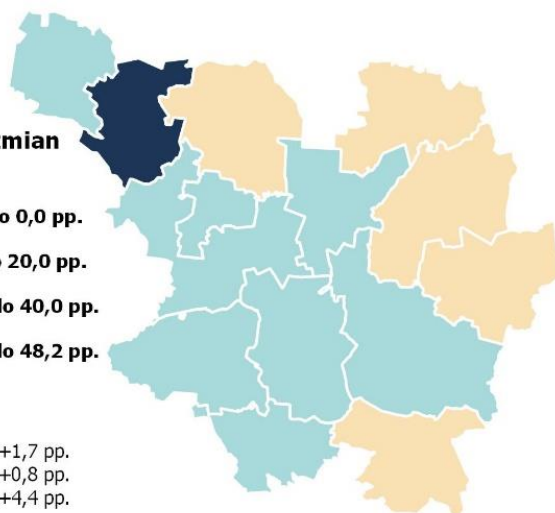 zmian
o 0,0 pp.
20,0 pp.
do 40,0 pp.
do 48,2 pp.
+1,7 pp.
+0,8 pp.
+4,4 pp.